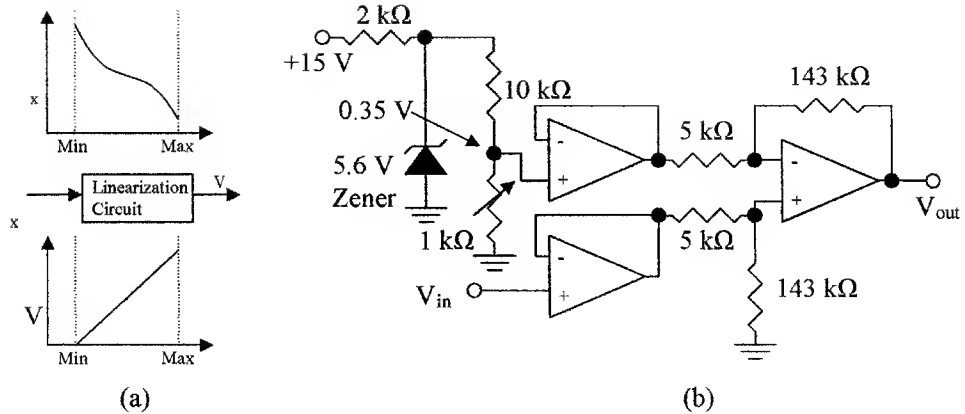 x
Min
Max
x
Linearization
Circuit
V
V
Min
Max
(a)
2 kΩ
+15 V
0.35 V
10 kΩ
5.6 V
Zener
1 kΩ
-
+
5 kΩ
143 kΩ
-
+
V_out
-
+
V_in
5 kΩ
143 kΩ
(b)